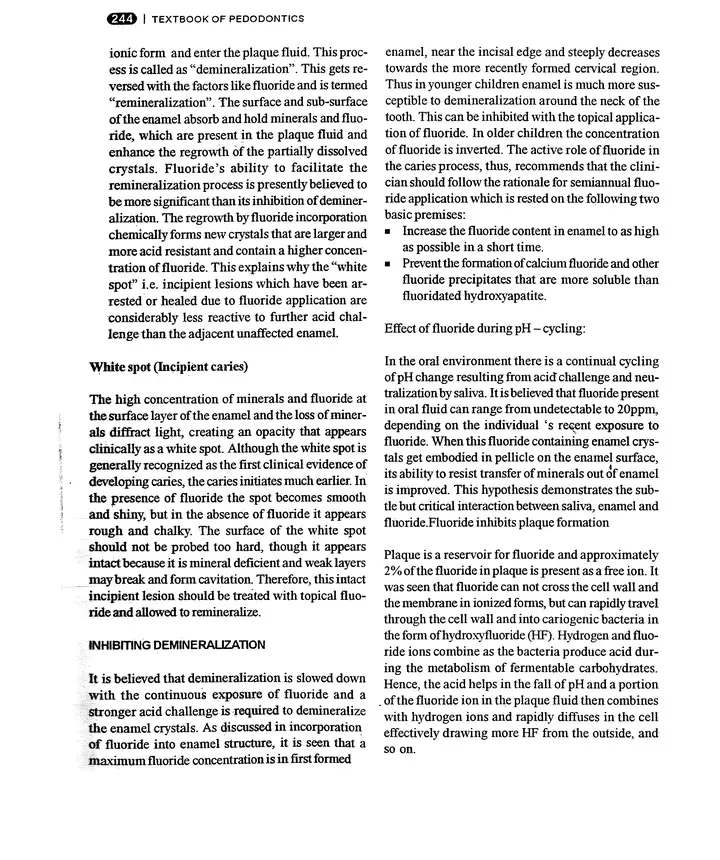 244 | TEXTBOOK OF PEDODONTICS
ionic form and enter the plaque fluid. This proc-
ess is called as “demineralization”. This gets re-
versed with the factors like fluoride and is termed
“remineralization”. The surface and sub-surface
of the enamel absorb and hold minerals and fluo-
ride, which are present in the plaque fluid and
enhance the regrowth of the partially dissolved
crystals. Fluoride's ability to facilitate the
remineralization process is presently believed to
be more significant than its inhibition of deminer-
alization. The regrowth by fluoride incorporation
chemically forms new crystals that are larger and
more acid resistant and contain a higher concen-
tration of fluoride. This explains why the “white
spot” i.e. incipient lesions which have been ar-
rested or healed due to fluoride application are
considerably less reactive to further acid chal-
lenge than the adjacent unaffected enamel.
White spot (Incipient caries)
The high concentration of minerals and fluoride at
the surface layer of the enamel and the loss of miner-
als diffract light, creating an opacity that appears
clinically as a white spot. Although the white spot is
generally recognized as the first clinical evidence of
developing caries, the caries initiates much earlier. In
the presence of fluoride the spot becomes smooth
and shiny, but in the absence of fluoride it appears
rough and chalky. The surface of the white spot
should not be probed too hard, though it appears
intact because it is mineral deficient and weak layers
may break and form cavitation. Therefore, this intact
incipient lesion should be treated with topical fluo-
ride and allowed to remineralize.
INHIBITING DEMINERALIZATION
It is believed that demineralization is slowed down
with the continuous exposure of fluoride and a
stronger acid challenge is required to demineralize
the enamel crystals. As discussed in incorporation
of fluoride into enamel structure, it is seen that a
maximum fluoride concentration is in first formed
enamel, near the incisal edge and steeply decreases
towards the more recently formed cervical region.
Thus in younger children enamel is much more sus-
ceptible to demineralization around the neck of the
tooth. This can be inhibited with the topical applica-
tion of fluoride. In older children the concentration
of fluoride is inverted. The active role of fluoride in
the caries process, thus, recommends that the clini-
cian should follow the rationale for semiannual fluo-
ride application which is rested on the following two
basic premises:
▪ Increase the fluoride content in enamel to as high
as possible in a short time.
▪ Prevent the formation of calcium fluoride and other
fluoride precipitates that are more soluble than
fluoridated hydroxyapatite.
Effect of fluoride during pH – cycling:
In the oral environment there is a continual cycling
of pH change resulting from acid challenge and neu-
tralization by saliva. It is believed that fluoride present
in oral fluid can range from undetectable to 20ppm,
depending on the individual ‘s recent exposure to
fluoride. When this fluoride containing enamel crys-
tals get embodied in pellicle on the enamel surface,
its ability to resist transfer of minerals out of enamel
is improved. This hypothesis demonstrates the sub-
tle but critical interaction between saliva, enamel and
fluoride.Fluoride inhibits plaque formation
Plaque is a reservoir for fluoride and approximately
2% of the fluoride in plaque is present as a free ion. It
was seen that fluoride can not cross the cell wall and
the membrane in ionized forms, but can rapidly travel
through the cell wall and into cariogenic bacteria in
the form of hydroxyfluoride (HF). Hydrogen and fluo-
ride ions combine as the bacteria produce acid dur-
ing the metabolism of fermentable carbohydrates.
Hence, the acid helps in the fall of pH and a portion
of the fluoride ion in the plaque fluid then combines
with hydrogen ions and rapidly diffuses in the cell
effectively drawing more HF from the outside, and
so on.